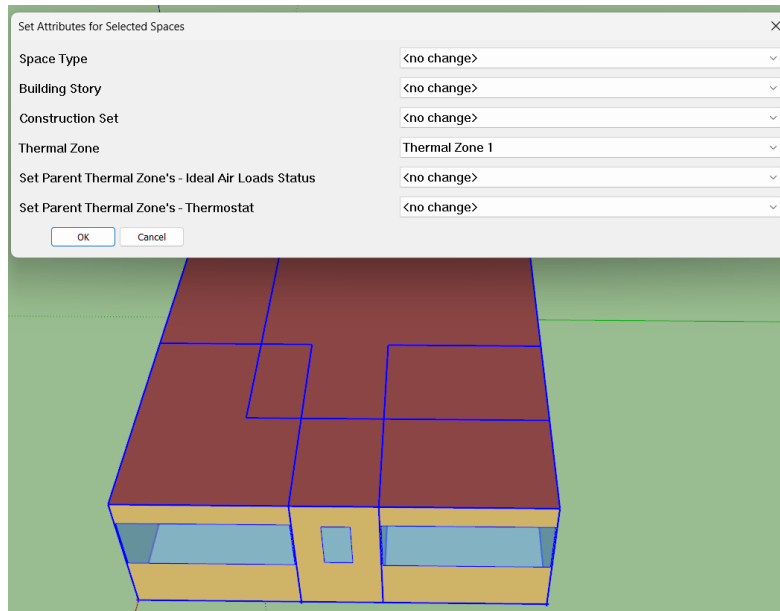 Set Attributes for Selected Spaces
Space Type <no change>
Building Story <no change>
Construction Set <no change>
Thermal Zone Thermal Zone 1
Set Parent Thermal Zone's - Ideal Air Loads Status <no change>
Set Parent Thermal Zone's - Thermostat <no change>
OK Cancel